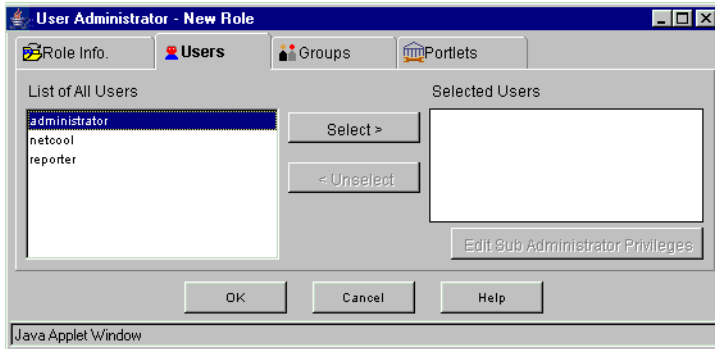 User Administrator - New Role
Role Info.
Users
Groups
Portlets
List of All Users
Selected Users
administrator
netcool
reporter
Select >
< Unselect
Edit Sub Administrator Privileges
OK
Cancel
Help
Java Applet Window